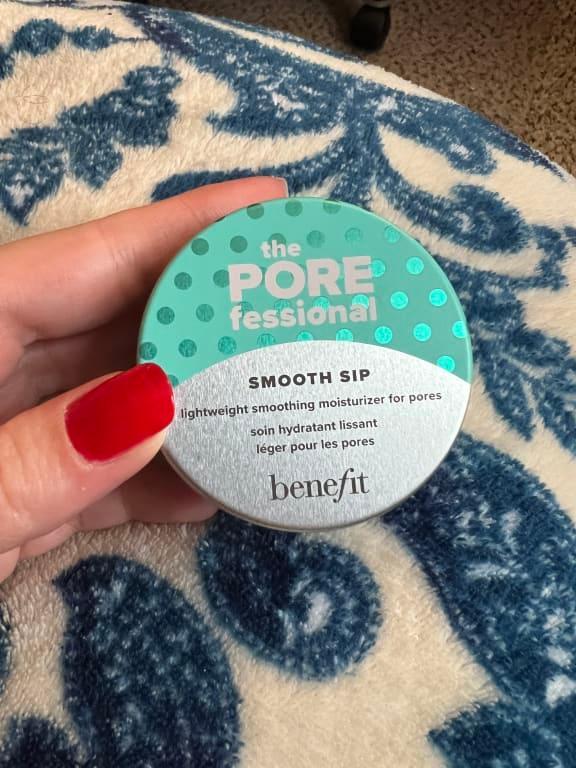 the
PORE
fessional
SMOOTH SIP
lightweight smoothing moisturizer for pores
soin hydratant lissant
léger pour les pores
benefit